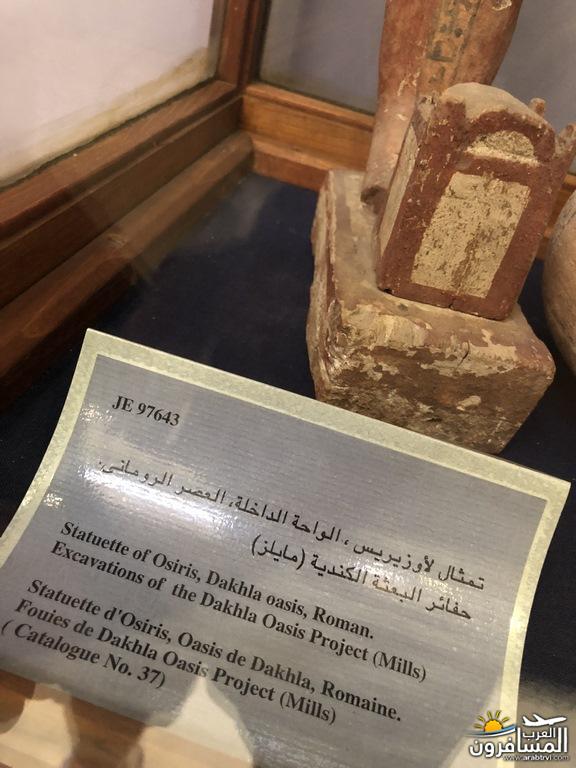 JE 97643
تمثال لأوزيريس، الواحة الداخلة، العصر الروماني.
حفائر البعثة الكندية (مايلز)
Statuette of Osiris, Dakhla oasis, Roman.
Excavations of the Dakhla Oasis Project (Mills)
Statuette d'Osiris, Oasis de Dakhla, Romaine.
Fouies de Dakhla Oasis Project (Mills)
( Catalogue No. 37)
العرب
المسافرون
www.arabtrvl.com